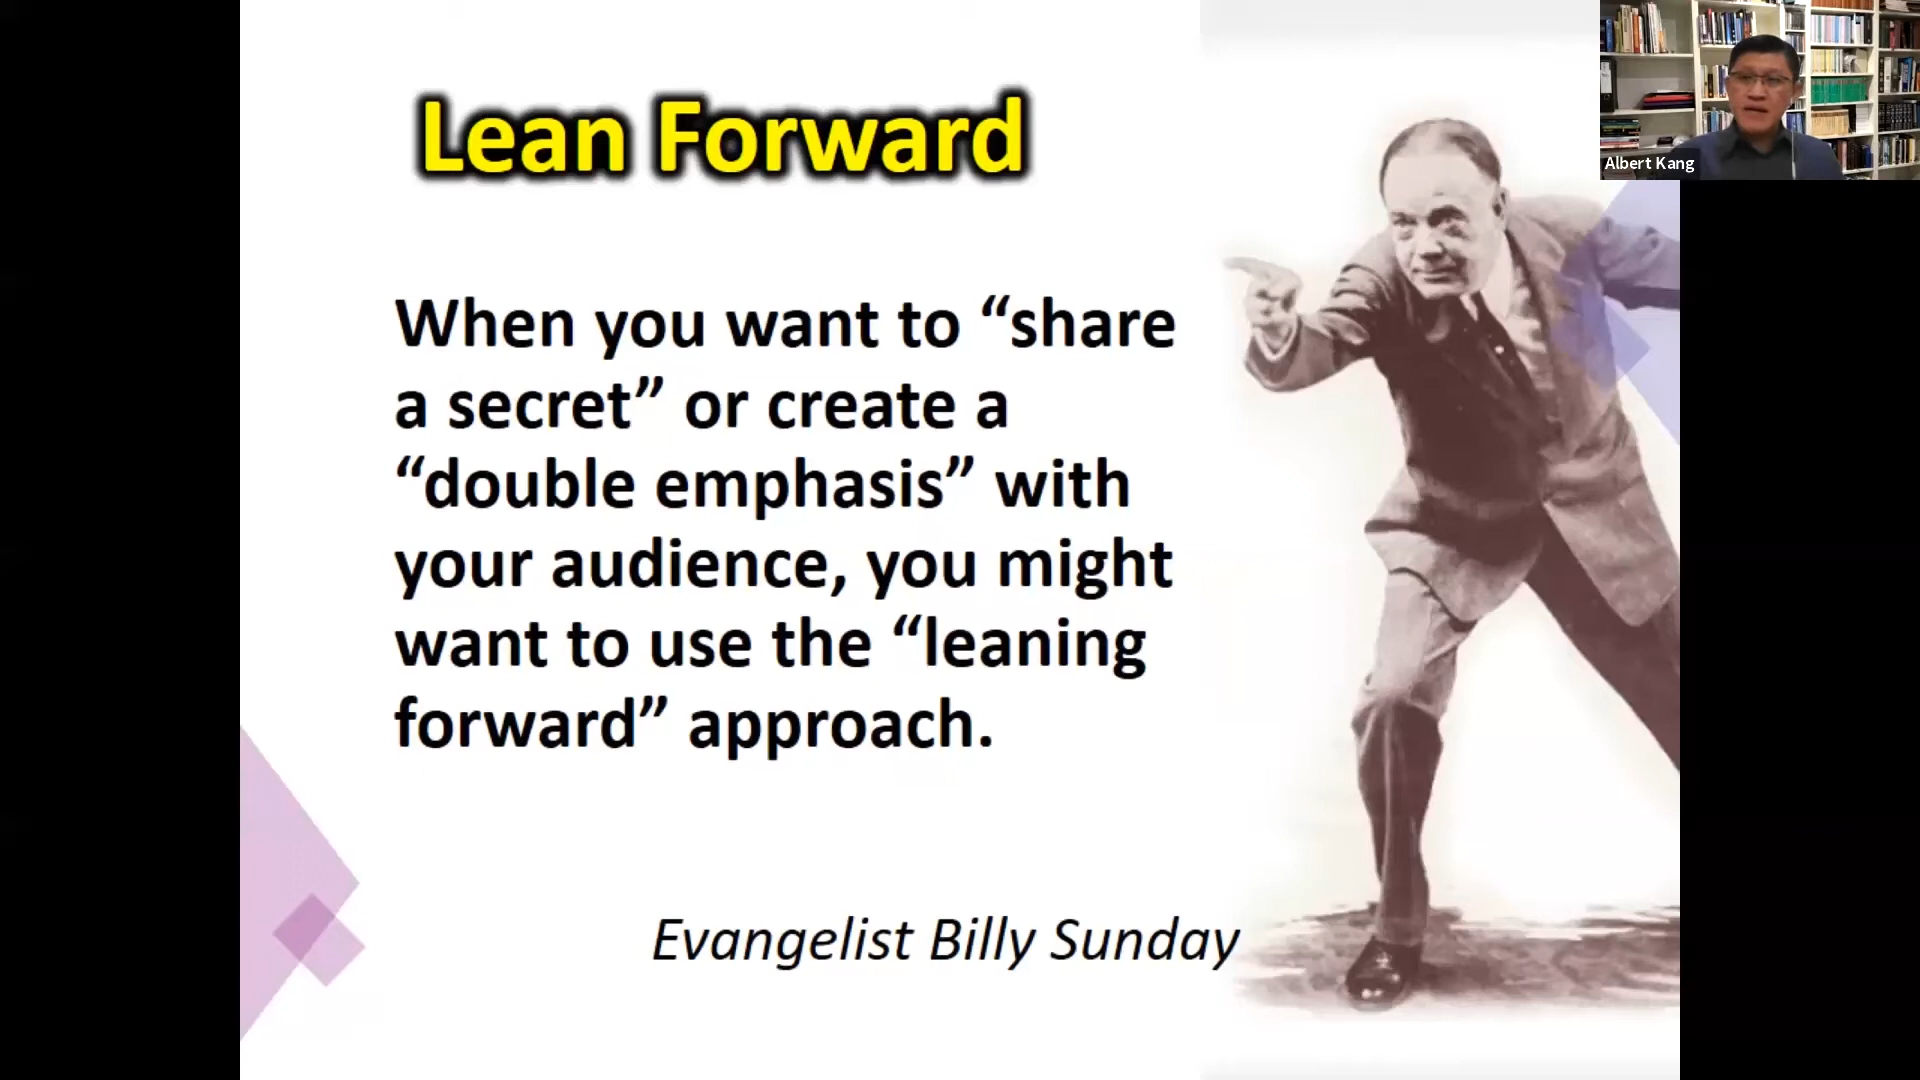 Lean Forward
Albert Kang
When you want to “share
a secret” or create a
“double emphasis” with
your audience, you might
want to use the “leaning
forward” approach.
Evangelist Billy Sunday